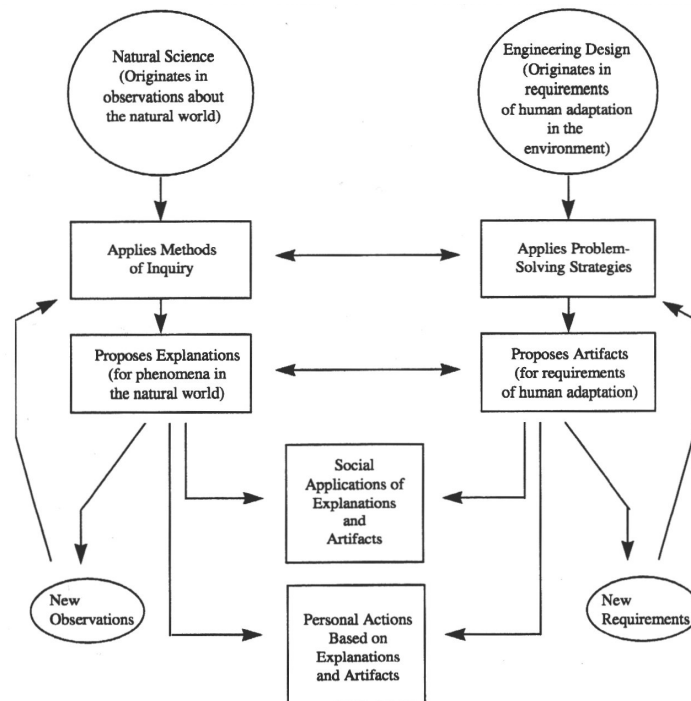 Natural Science
(Originates in
observations about
the natural world)
Engineering Design
(Originates in
requirements
of human adaptation
in the
environment)
Applies Methods
of Inquiry
Applies Problem-
Solving Strategies
Proposes Explanations
(for phenomena in
the natural world)
Proposes Artifacts
(for requirements
of human adaptation)
Social
Applications of
Explanations
and
Artifacts
New
Observations
New
Requirements
Personal Actions
Based on
Explanations
and Artifacts